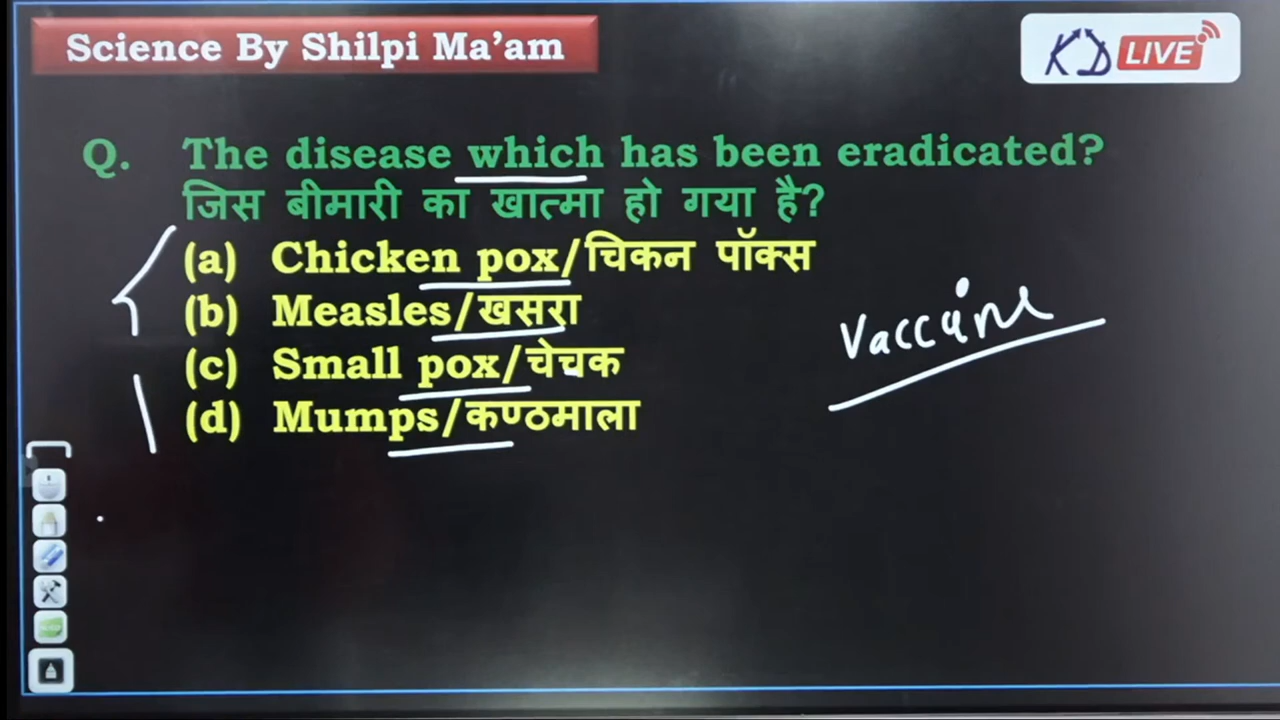 Science By Shilpi Ma’am
KD LIVE
Q. The disease which has been eradicated?
जिस बीमारी का खात्मा हो गया है?
(a) Chicken pox/चिकन पॉक्स
(b) Measles/खसरा
(c) Small pox/चेचक
(d) Mumps/कण्ठमाला
Vaccine